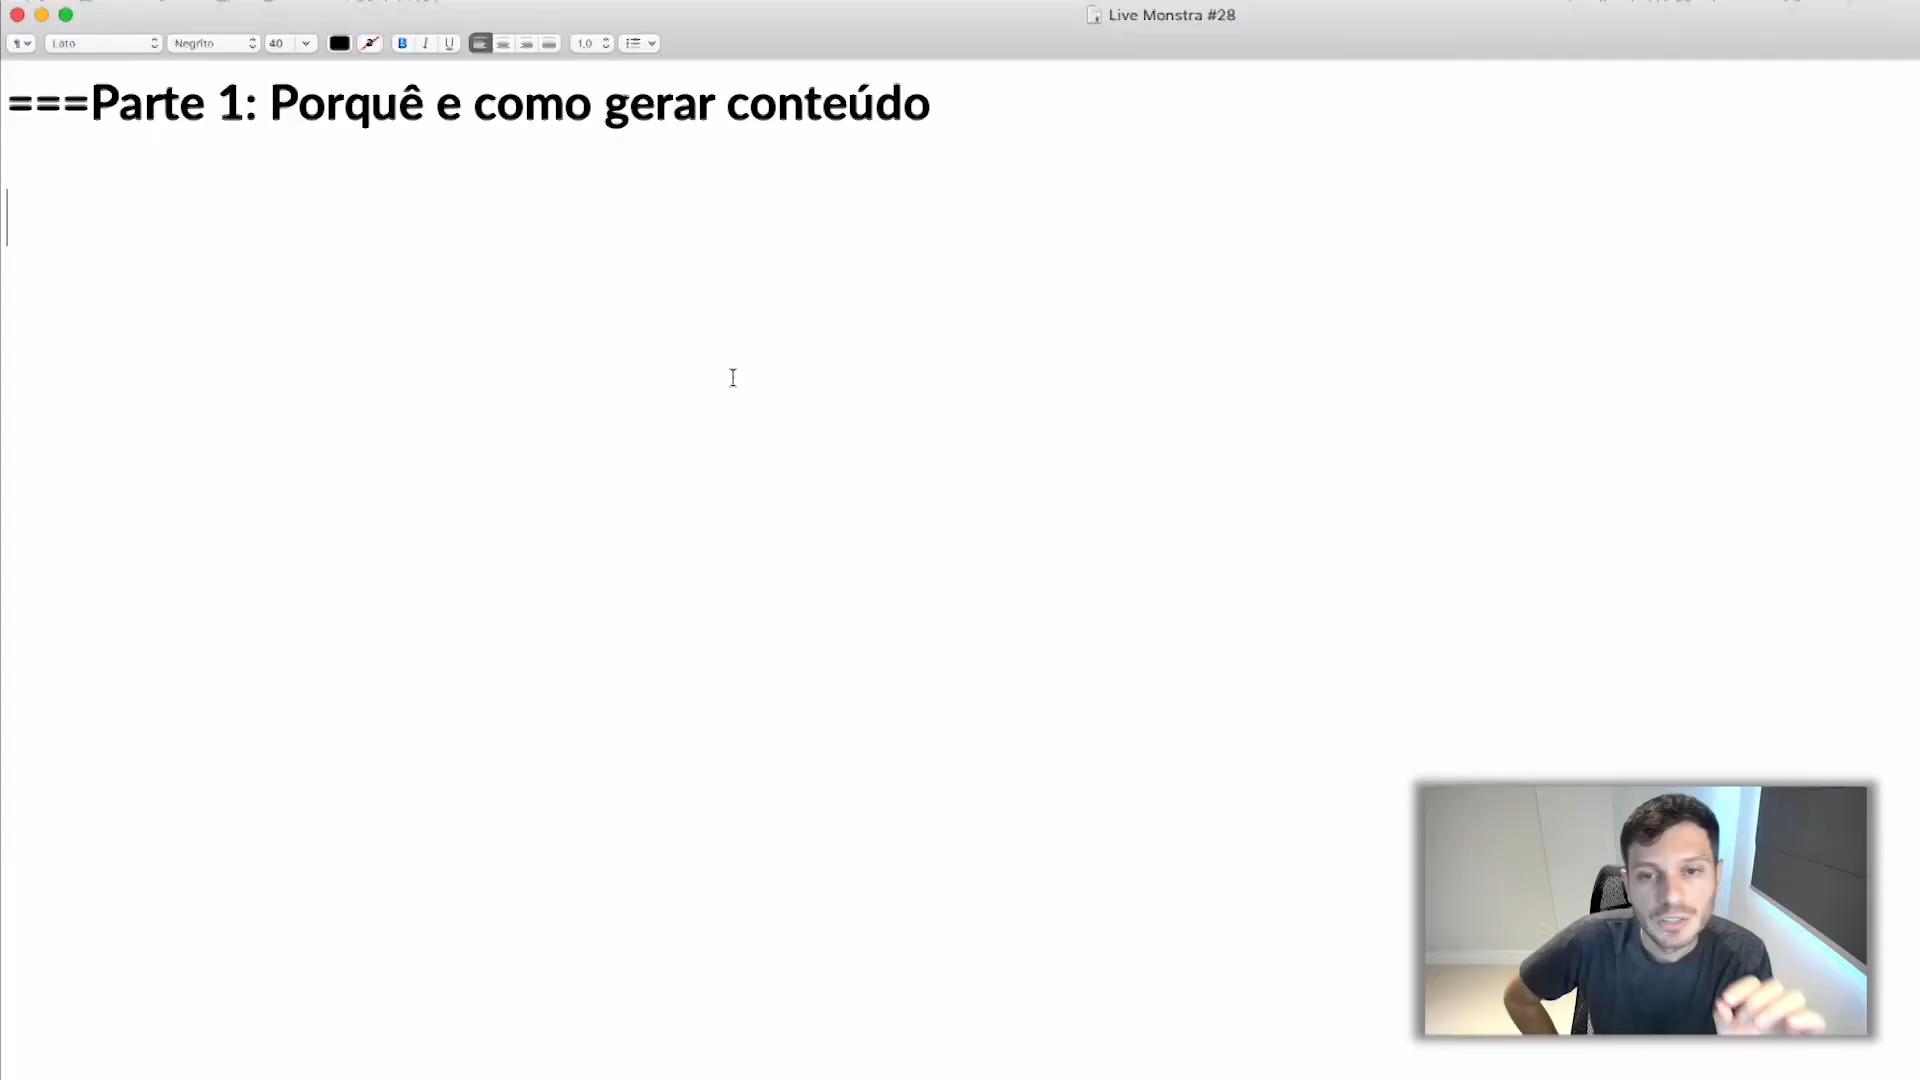 Live Monstra #28
Lato Negrito 40 B I U 1,0
===Parte 1: Porquê e como gerar conteúdo